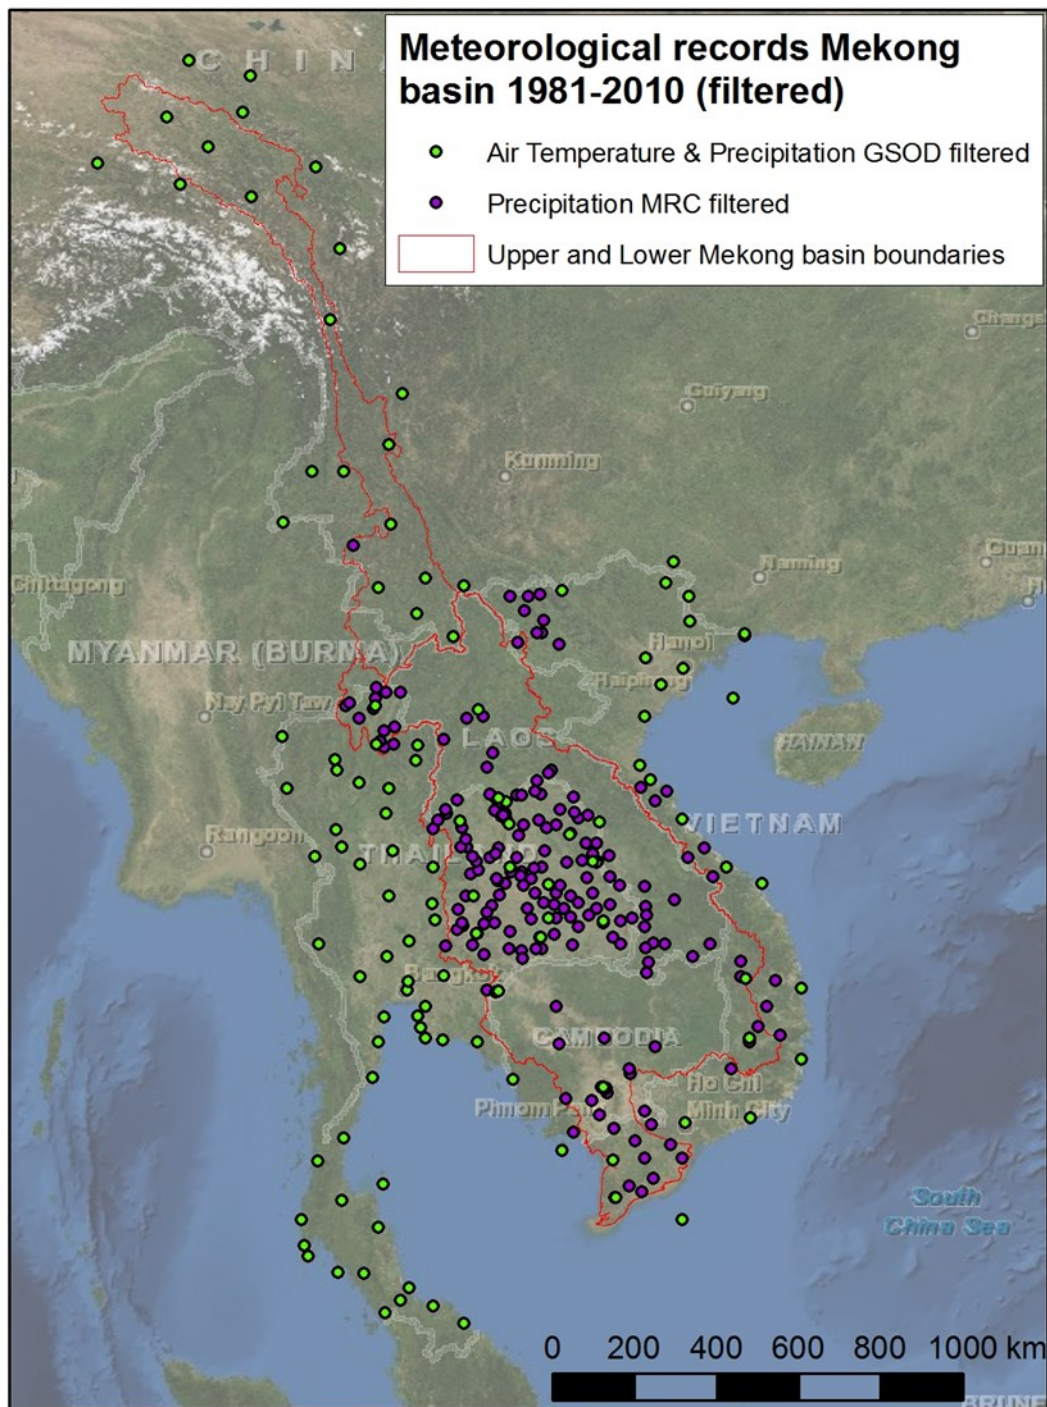 CHINA
Meteorological records Mekong
basin 1981-2010 (filtered)
Air Temperature & Precipitation GSOD filtered
Precipitation MRC filtered
Upper and Lower Mekong basin boundaries
Guiyang
Kunming
Chittagong
Nanning
MYANMAR (BURMA)
Hanoi
Haiphong
Nay Pyi Taw
LAOS
HAINAN
Rangoon
VIETNAM
THAILAND
Bangkok
CAMBODIA
Ho Chi
Minh City
Phnom Penh
South
China Sea
0 200 400 600 800 1000 km